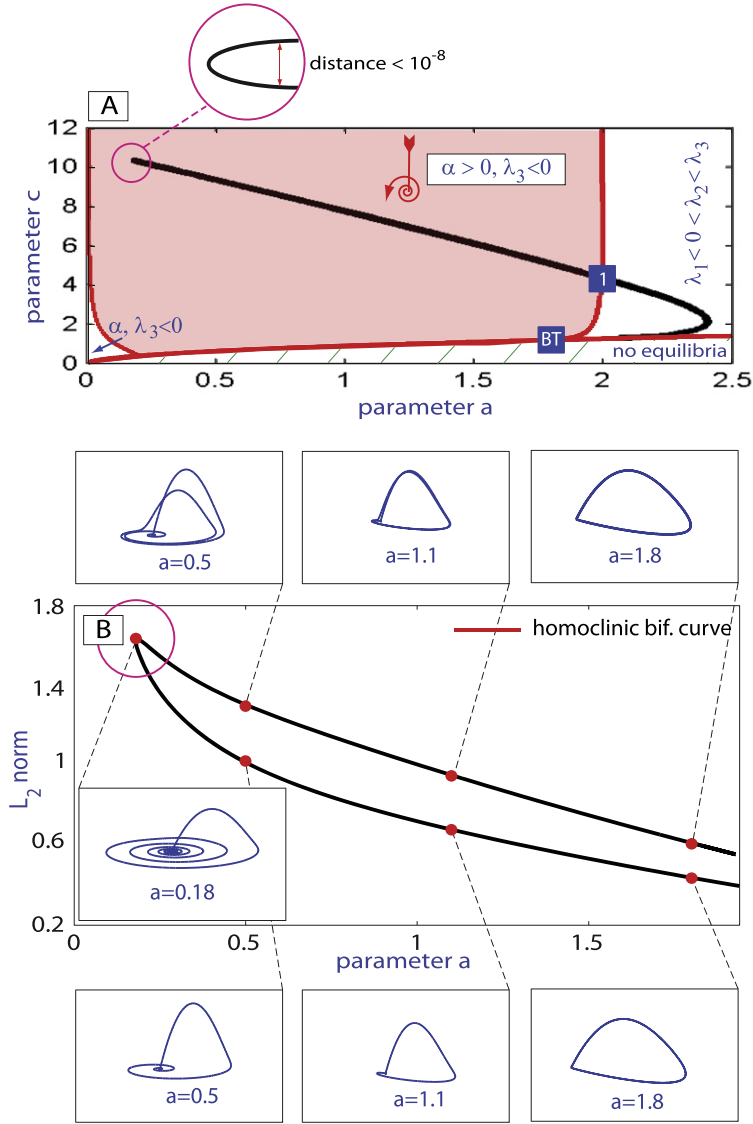 distance < 10⁻⁸
A
12
10
8
6
4
2
0
parameter c
α > 0, λ₃<0
λ₁< 0 < λ₂ < λ₃
1
α, λ₃<0
BT
no equilibria
0
0.5
1
1.5
2
2.5
parameter a
a=0.5
a=1.1
a=1.8
1.8
1.4
1
0.6
0.2
L₂ norm
B
homoclinic bif. curve
a=0.18
0
0.5
1
1.5
parameter a
a=0.5
a=1.1
a=1.8